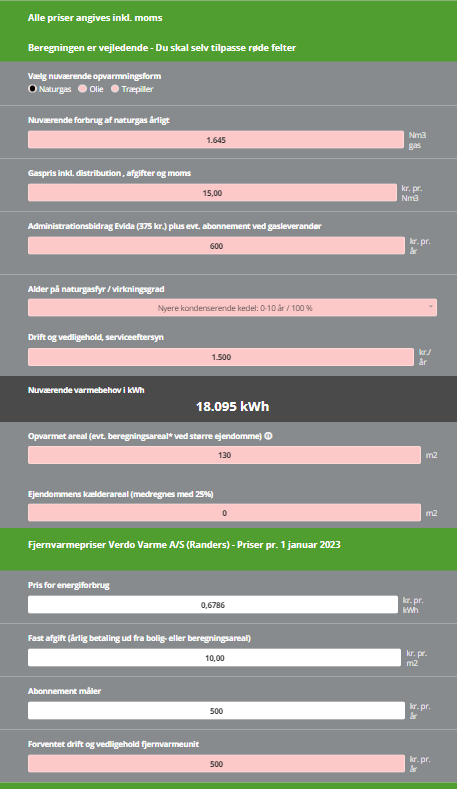 Alle priser angives inkl. moms
Beregningen er vejledende - Du skal selv tilpasse røde felter
Vælg nuværende opvarmningsform
Naturgas Olie Træpiller
Nuværende forbrug af naturgas årligt
1.645 Nm3 gas
Gaspris inkl. distribution , afgifter og moms
15,00 kr. pr. Nm3
Administrationsbidrag Evida (375 kr.) plus evt. abonnement ved gasleverandør
600 kr. pr. år
Alder på naturgasfyr / virkningsgrad
Nyere kondenserende kedel: 0-10 år / 100 %
Drift og vedligehold, serviceeftersyn
1.500 kr./ år
Nuværende varmebehov i kWh
18.095 kWh
Opvarmet areal (evt. beregningsareal* ved større ejendomme)
130 m2
Ejendommens kælderareal (medregnes med 25%)
0 m2
Fjernvarmepriser Verdo Varme A/S (Randers) - Priser pr. 1 januar 2023
Pris for energiforbrug
0,6786 kr. pr. kWh
Fast afgift (årlig betaling ud fra bolig- eller beregningsareal)
10,00 kr. pr. m2
Abonnement måler
500 kr. pr. år
Forventet drift og vedligehold fjernvarmeunit
500 kr. pr. år